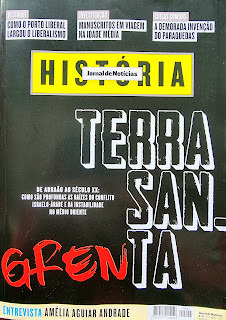 COMO O PORTO LIBERAL
LARGOU O LIBERALISMO
INVESTIGAÇÃO
MANUSCRITOS EM VIAGEM
NA IDADE MÉDIA
A DEMORADA INVENÇÃO
DO PARAQUEDAS
Jornal de Notícias
HISTÓRIA
TERRA
SAN.
GRENTA
DE ABRAÃO AO SÉCULO XX:
COMO SÃO PROFUNDAS AS RAÍZES DO CONFLITO
ISRAELO-ÁRABE E DA INSTABILIDADE
NO MÉDIO ORIENTE
ENTREVISTA AMÉLIA AGUIAR ANDRADE